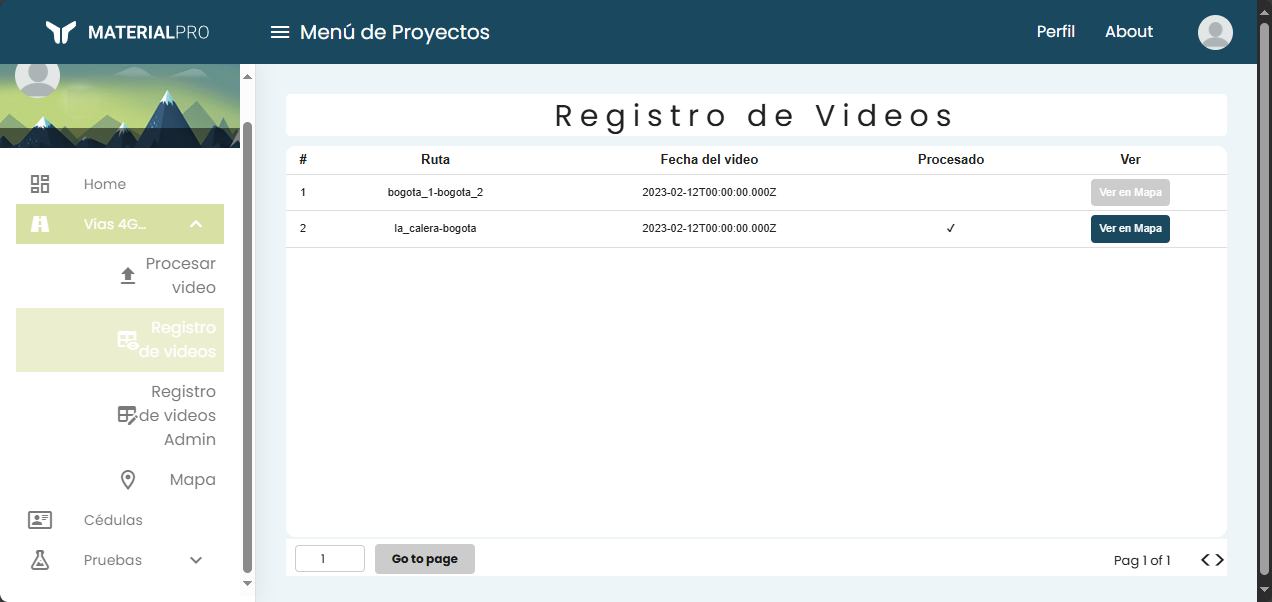 MATERIALPRO
Menú de Proyectos
Perfil
About
Home
Vias 4G...
Procesar
video
Registro
de videos
Registro
de videos
Admin
Mapa
Cédulas
Pruebas
Registro de Videos
# Ruta Fecha del video Procesado Ver
1 bogota_1-bogota_2 2023-02-12T00:00:00.000Z Ver en Mapa
2 la_calera-bogota 2023-02-12T00:00:00.000Z ✓ Ver en Mapa
1 Go to page Pag 1 of 1 < >